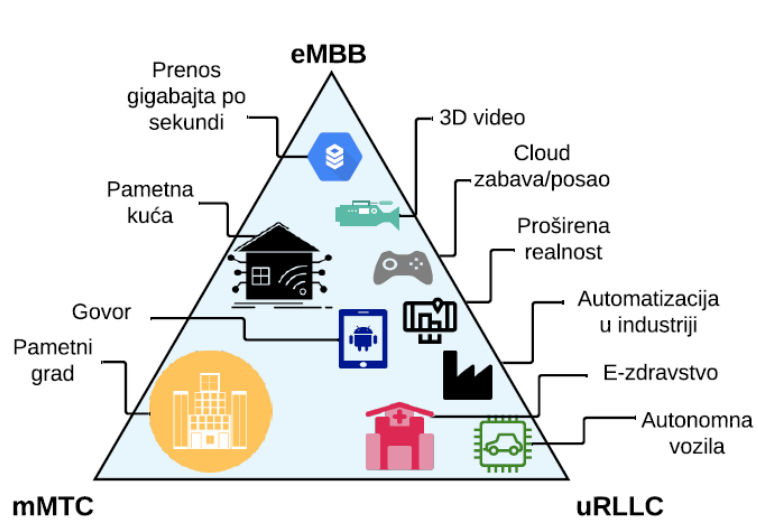 eMBB
Prenos
gigabajta po
sekundi
3D video
Cloud
zabava/posao
Pametna
kuća
Proširena
realnost
Govor
Automatizacija
u industriji
Pametni
grad
E-zdravstvo
Autonomna
vozila
mMTC
uRLLC